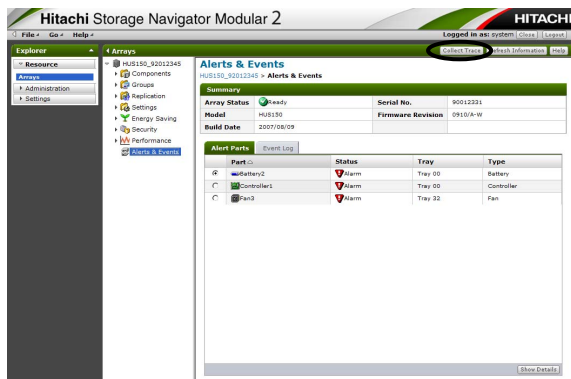 Hitachi Storage Navigator Modular 2
HITACHI
File Go Help
Logged in as: system Close Logout
Explorer
Arrays
Collect Trace Refresh Information Help
Resource
Arrays
Administration
Settings
HUS150_92012345
Components
Groups
Replication
Settings
Energy Saving
Security
Performance
Alerts & Events
Alerts & Events
HUS150_92012345 > Alerts & Events
Summary
Array Status Ready Serial No. 90012331
Model HUS150 Firmware Revision 0910/A-W
Build Date 2007/08/09
Alert Parts Event Log
Part Status Tray Type
Battery2 Alarm Tray 00 Battery
Controller1 Alarm Tray 00 Controller
Fan3 Alarm Tray 32 Fan
Show Details